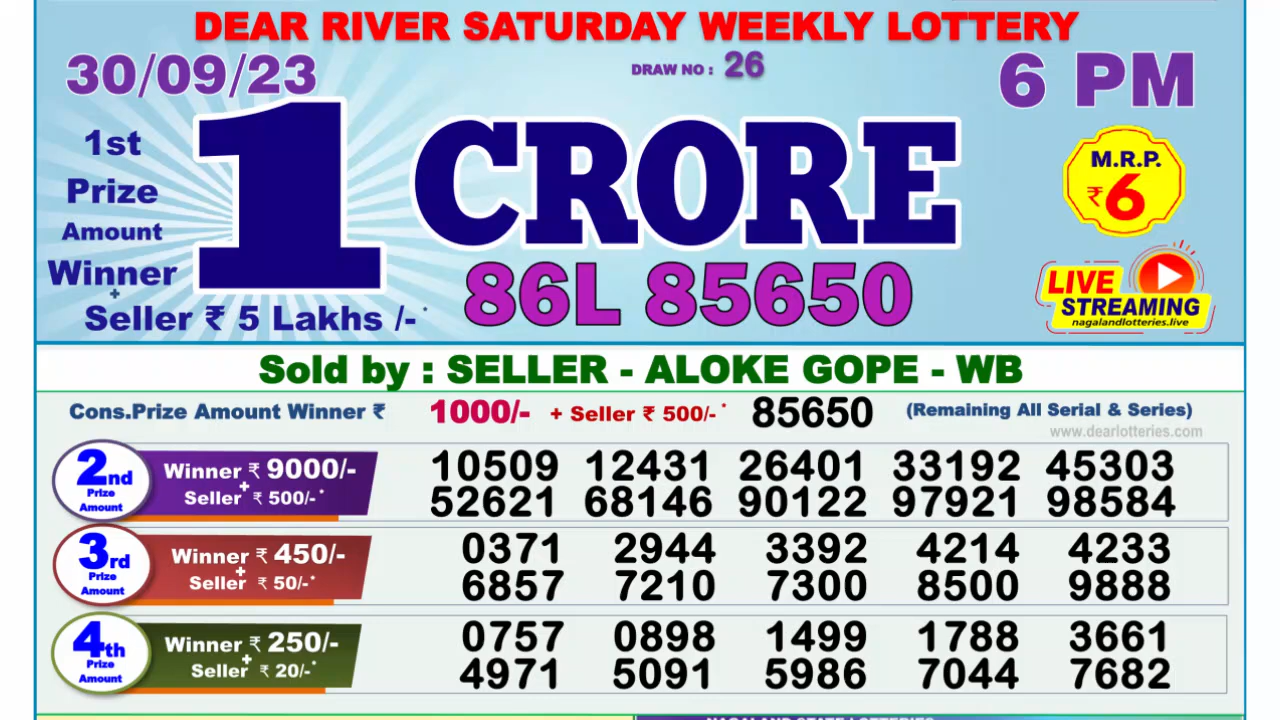 DEAR RIVER SATURDAY WEEKLY LOTTERY
30/09/23
DRAW NO : 26
6 PM
1st
Prize
Amount
Winner
+
Seller ₹ 5 Lakhs /- *
1 CRORE
86L 85650
M.R.P.
₹6
LIVE
STREAMING
nagalandlotteries.live
Sold by : SELLER - ALOKE GOPE - WB
Cons.Prize Amount Winner ₹ 1000/- + Seller ₹ 500/- * 85650 (Remaining All Serial & Series)
www.dearlotteries.com
2nd
Prize
Amount
Winner ₹ 9000/-
+
Seller ₹ 500/- *
10509 12431 26401 33192 45303
52621 68146 90122 97921 98584
3rd
Prize
Amount
Winner ₹ 450/-
+
Seller ₹ 50/- *
0371 2944 3392 4214 4233
6857 7210 7300 8500 9888
4th
Prize
Amount
Winner ₹ 250/-
+
Seller ₹ 20/- *
0757 0898 1499 1788 3661
4971 5091 5986 7044 7682
NAGALAND STATE LOTTERIES